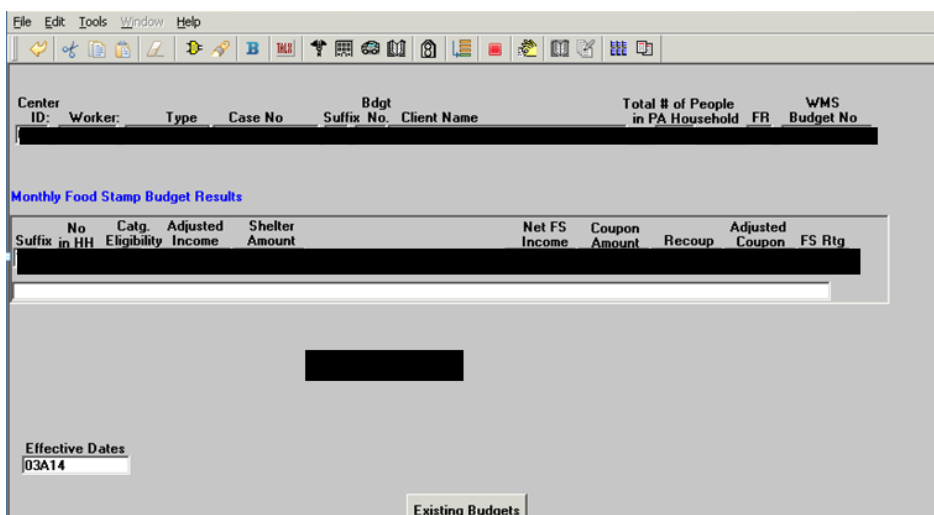 File Edit Tools Window Help
B TALX
Center ID: Worker: Type Case No Suffix Bdgt No. Client Name Total # of People in PA Household FR WMS Budget No
Monthly Food Stamp Budget Results
Suffix No in HH Catg. Eligibility Adjusted Income Shelter Amount Net FS Income Coupon Amount Recoup Adjusted Coupon FS Rtg
Effective Dates
03A14
Existing Budgets